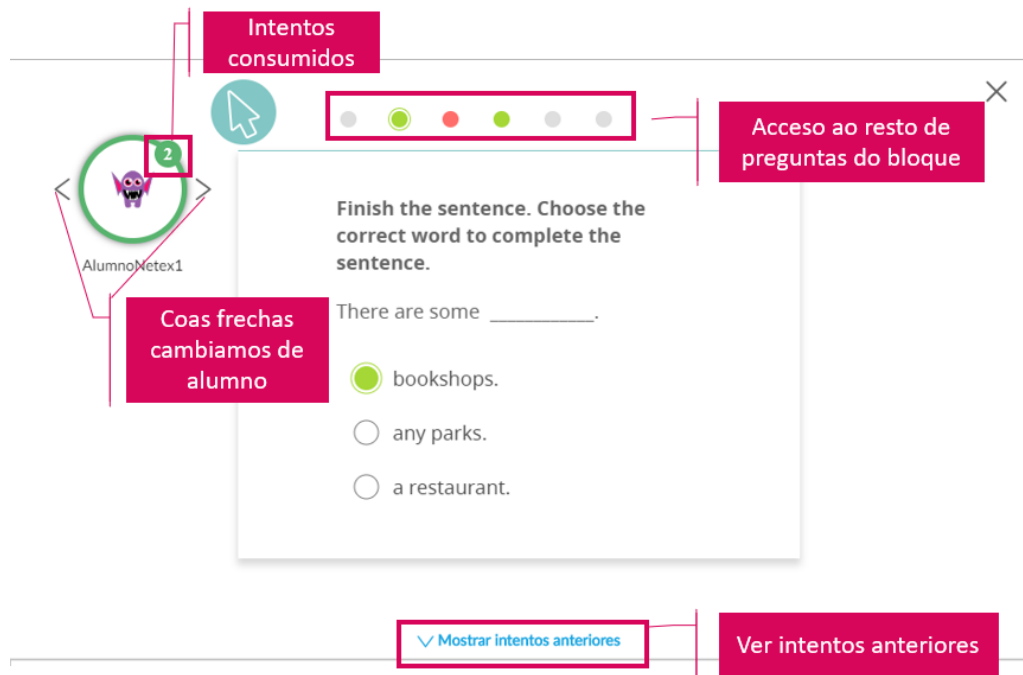 Intentos
consumidos
2
AlumnoNetex1
Coas frechas
cambiamos de
alumno
Acceso ao resto de
preguntas do bloque
Finish the sentence. Choose the
correct word to complete the
sentence.
There are some ____________.
bookshops.
any parks.
a restaurant.
Mostrar intentos anteriores
Ver intentos anteriores